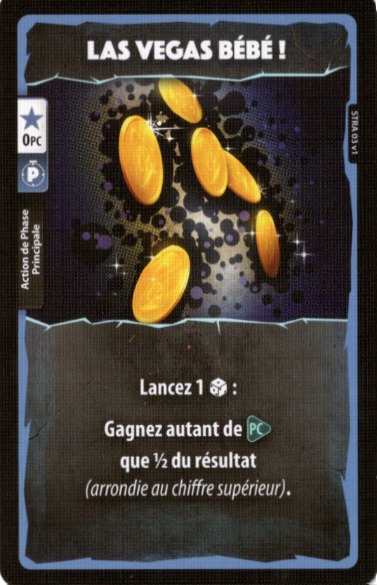 LAS VEGAS BÉBÉ !
0PC
P
Action de Phase
Principale
STRA 03 v1
Lancez 1 :
Gagnez autant de PC
que ½ du résultat
(arrondie au chiffre supérieur).